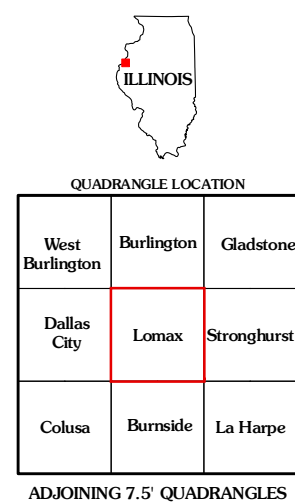 ILLINOIS
QUADRANGLE LOCATION
West
Burlington
Burlington
Gladstone
Dallas
City
Lomax
Stronghurst
Colusa
Burnside
La Harpe
ADJOINING 7.5' QUADRANGLES